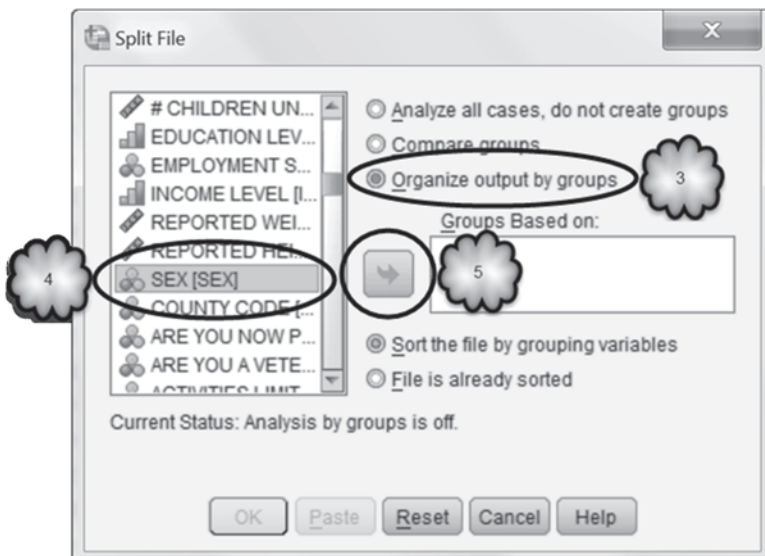 Split File
# CHILDREN UN...
EDUCATION LEV...
EMPLOYMENT S...
INCOME LEVEL [I...
REPORTED WEI...
REPORTED HEI...
SEX [SEX]
COUNTY CODE [...
ARE YOU NOW P...
ARE YOU A VETE...
ACTIVITIES LIMIT...
Analyze all cases, do not create groups
Compare groups
Organize output by groups
3
Groups Based on:
4
5
Sort the file by grouping variables
File is already sorted
Current Status: Analysis by groups is off.
OK
Paste
Reset
Cancel
Help